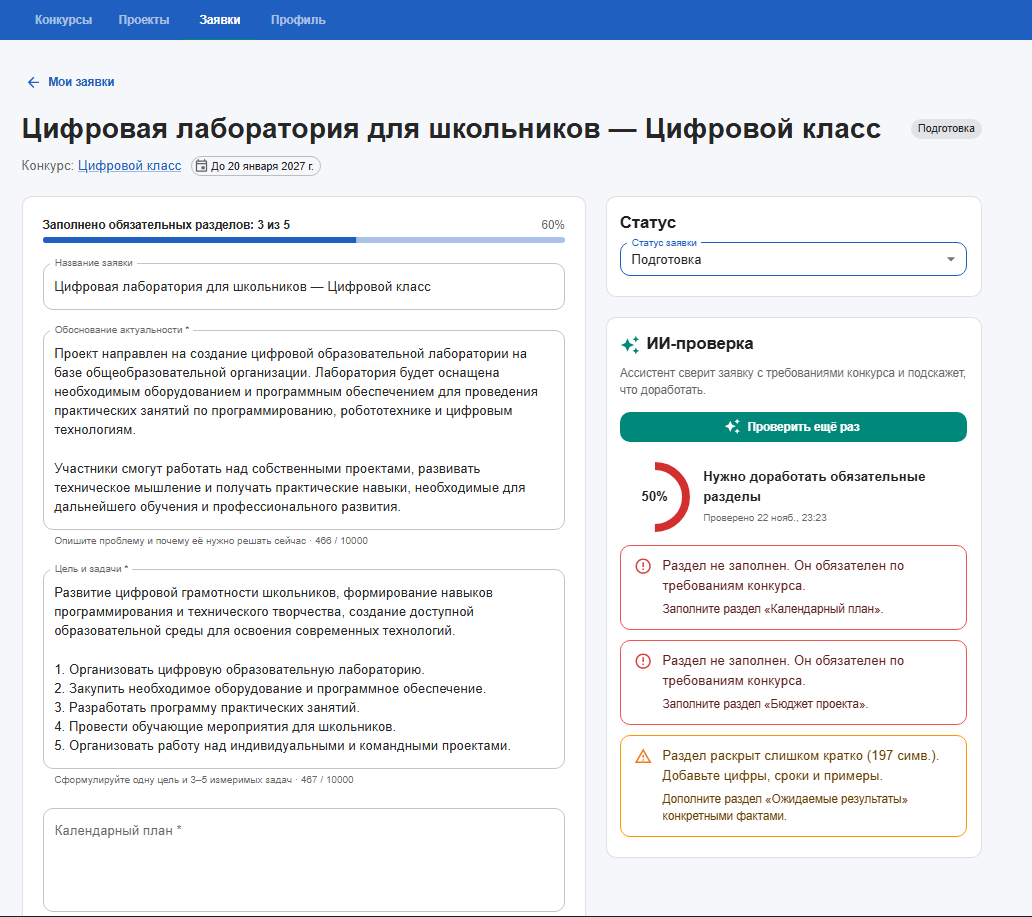 Конкурсы Проекты Заявки Профиль
Мои заявки
Цифровая лаборатория для школьников — Цифровой класс Подготовка
Конкурс: Цифровой класс До 20 января 2027 г.
Заполнено обязательных разделов: 3 из 5 60%
Название заявки
Цифровая лаборатория для школьников — Цифровой класс
Обоснование актуальности *
Проект направлен на создание цифровой образовательной лаборатории на
базе общеобразовательной организации. Лаборатория будет оснащена
необходимым оборудованием и программным обеспечением для проведения
практических занятий по программированию, робототехнике и цифровым
технологиям.
Участники смогут работать над собственными проектами, развивать
техническое мышление и получать практические навыки, необходимые для
дальнейшего обучения и профессионального развития.
Опишите проблему и почему её нужно решать сейчас · 466 / 10000
Цель и задачи *
Развитие цифровой грамотности школьников, формирование навыков
программирования и технического творчества, создание доступной
образовательной среды для освоения современных технологий.
1. Организовать цифровую образовательную лабораторию.
2. Закупить необходимое оборудование и программное обеспечение.
3. Разработать программу практических занятий.
4. Провести обучающие мероприятия для школьников.
5. Организовать работу над индивидуальными и командными проектами.
Сформулируйте одну цель и 3–5 измеримых задач · 467 / 10000
Календарный план *
Статус
Статус заявки
Подготовка
ИИ-проверка
Ассистент сверит заявку с требованиями конкурса и подскажет,
что доработать.
Проверить ещё раз
50%
Нужно доработать обязательные
разделы
Проверено 22 нояб., 23:23
Раздел не заполнен. Он обязателен по
требованиям конкурса.
Заполните раздел «Календарный план».
Раздел не заполнен. Он обязателен по
требованиям конкурса.
Заполните раздел «Бюджет проекта».
Раздел раскрыт слишком кратко (197 симв.).
Добавьте цифры, сроки и примеры.
Дополните раздел «Ожидаемые результаты»
конкретными фактами.